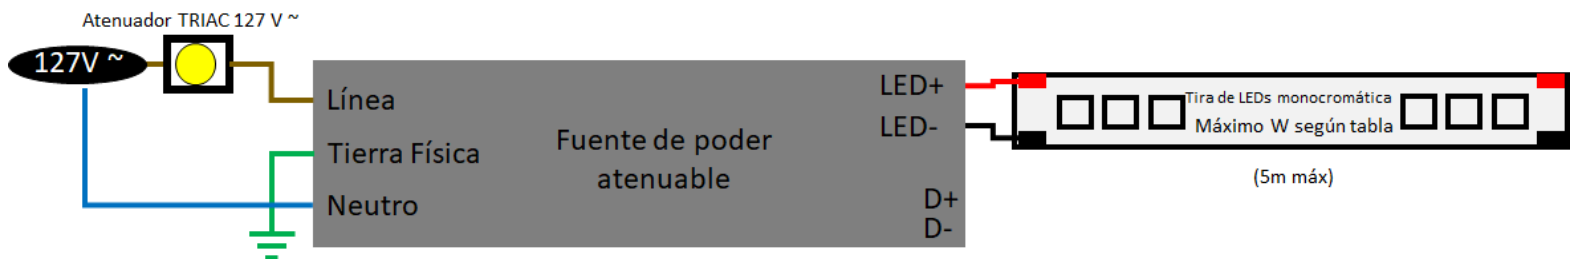 Atenuador TRIAC 127 V ~
127V ~
Línea
Tierra Física
Neutro
Fuente de poder
atenuable
LED+
LED-
D+
D-
Tira de LEDs monocromática
Máximo W según tabla
(5m máx)